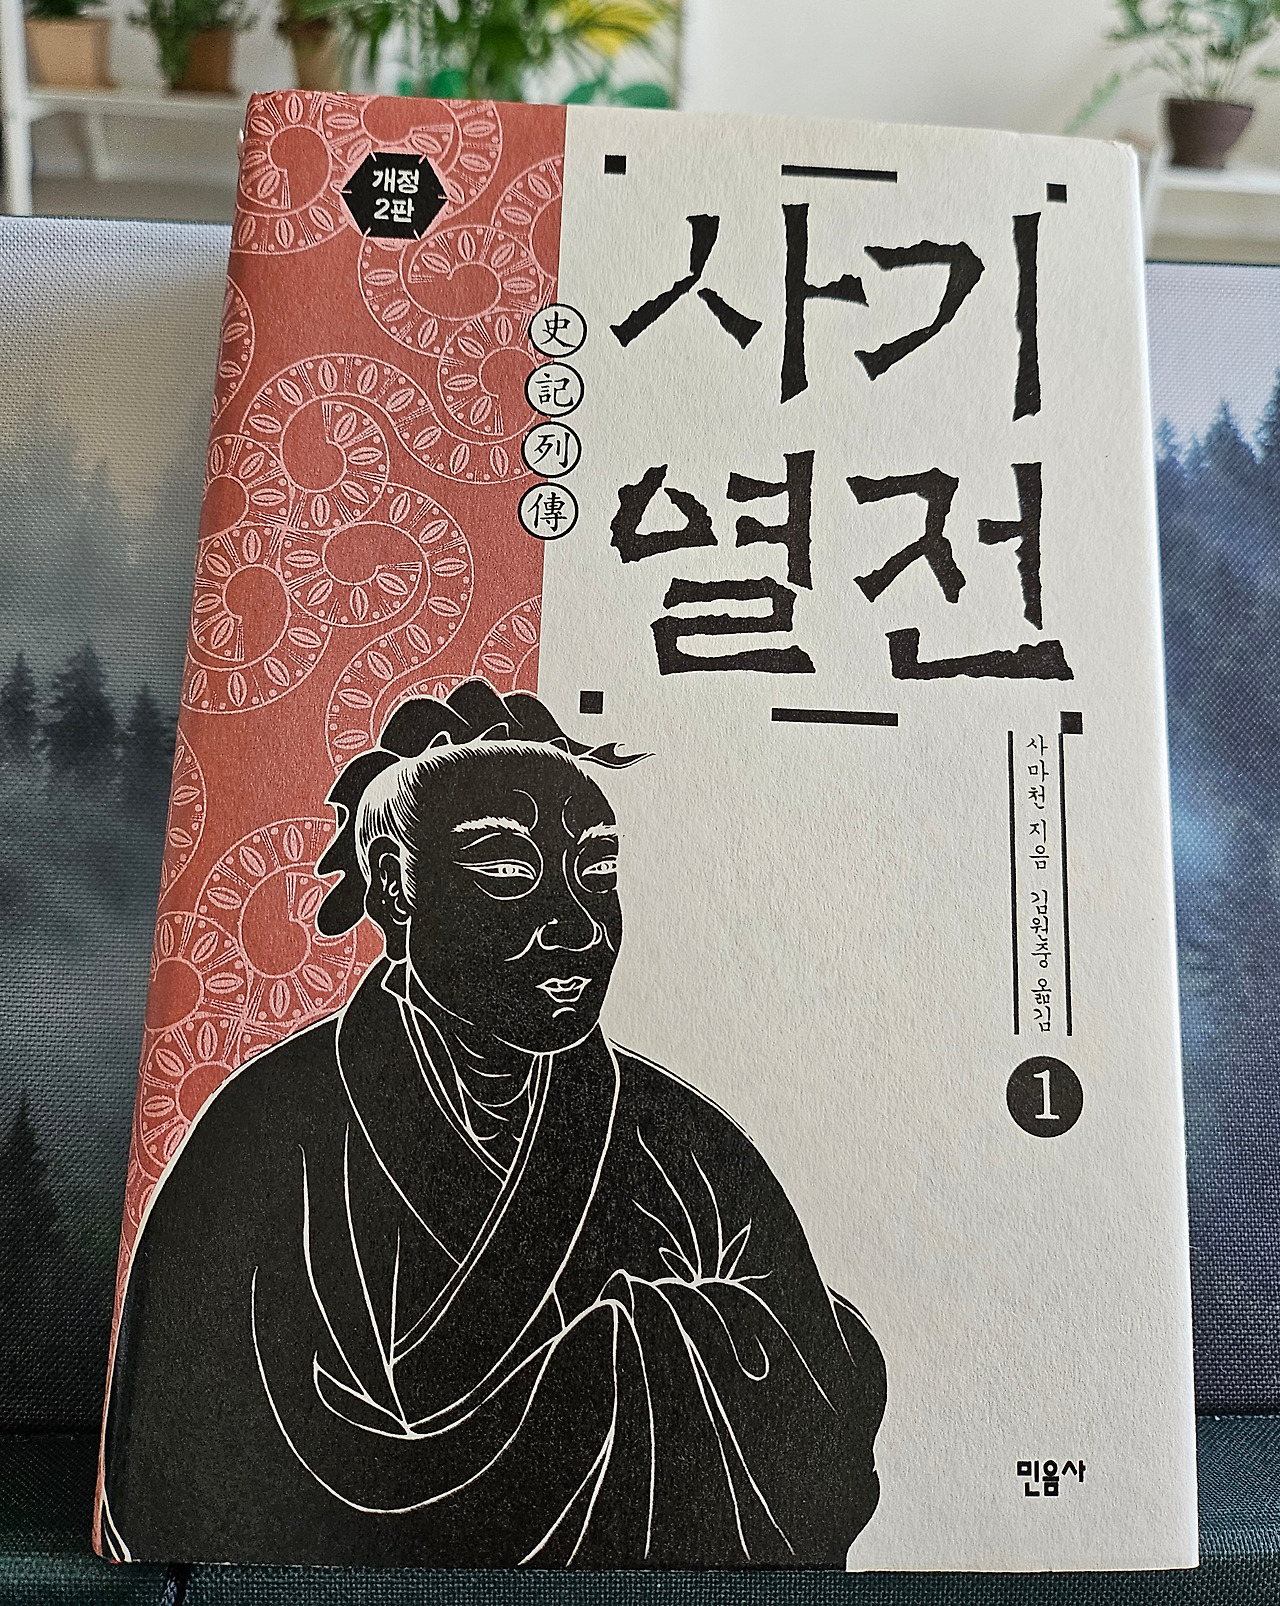 개정
2판
사기
열전
史記列傳
사마천 지음 김원중 옮김
1
민음사